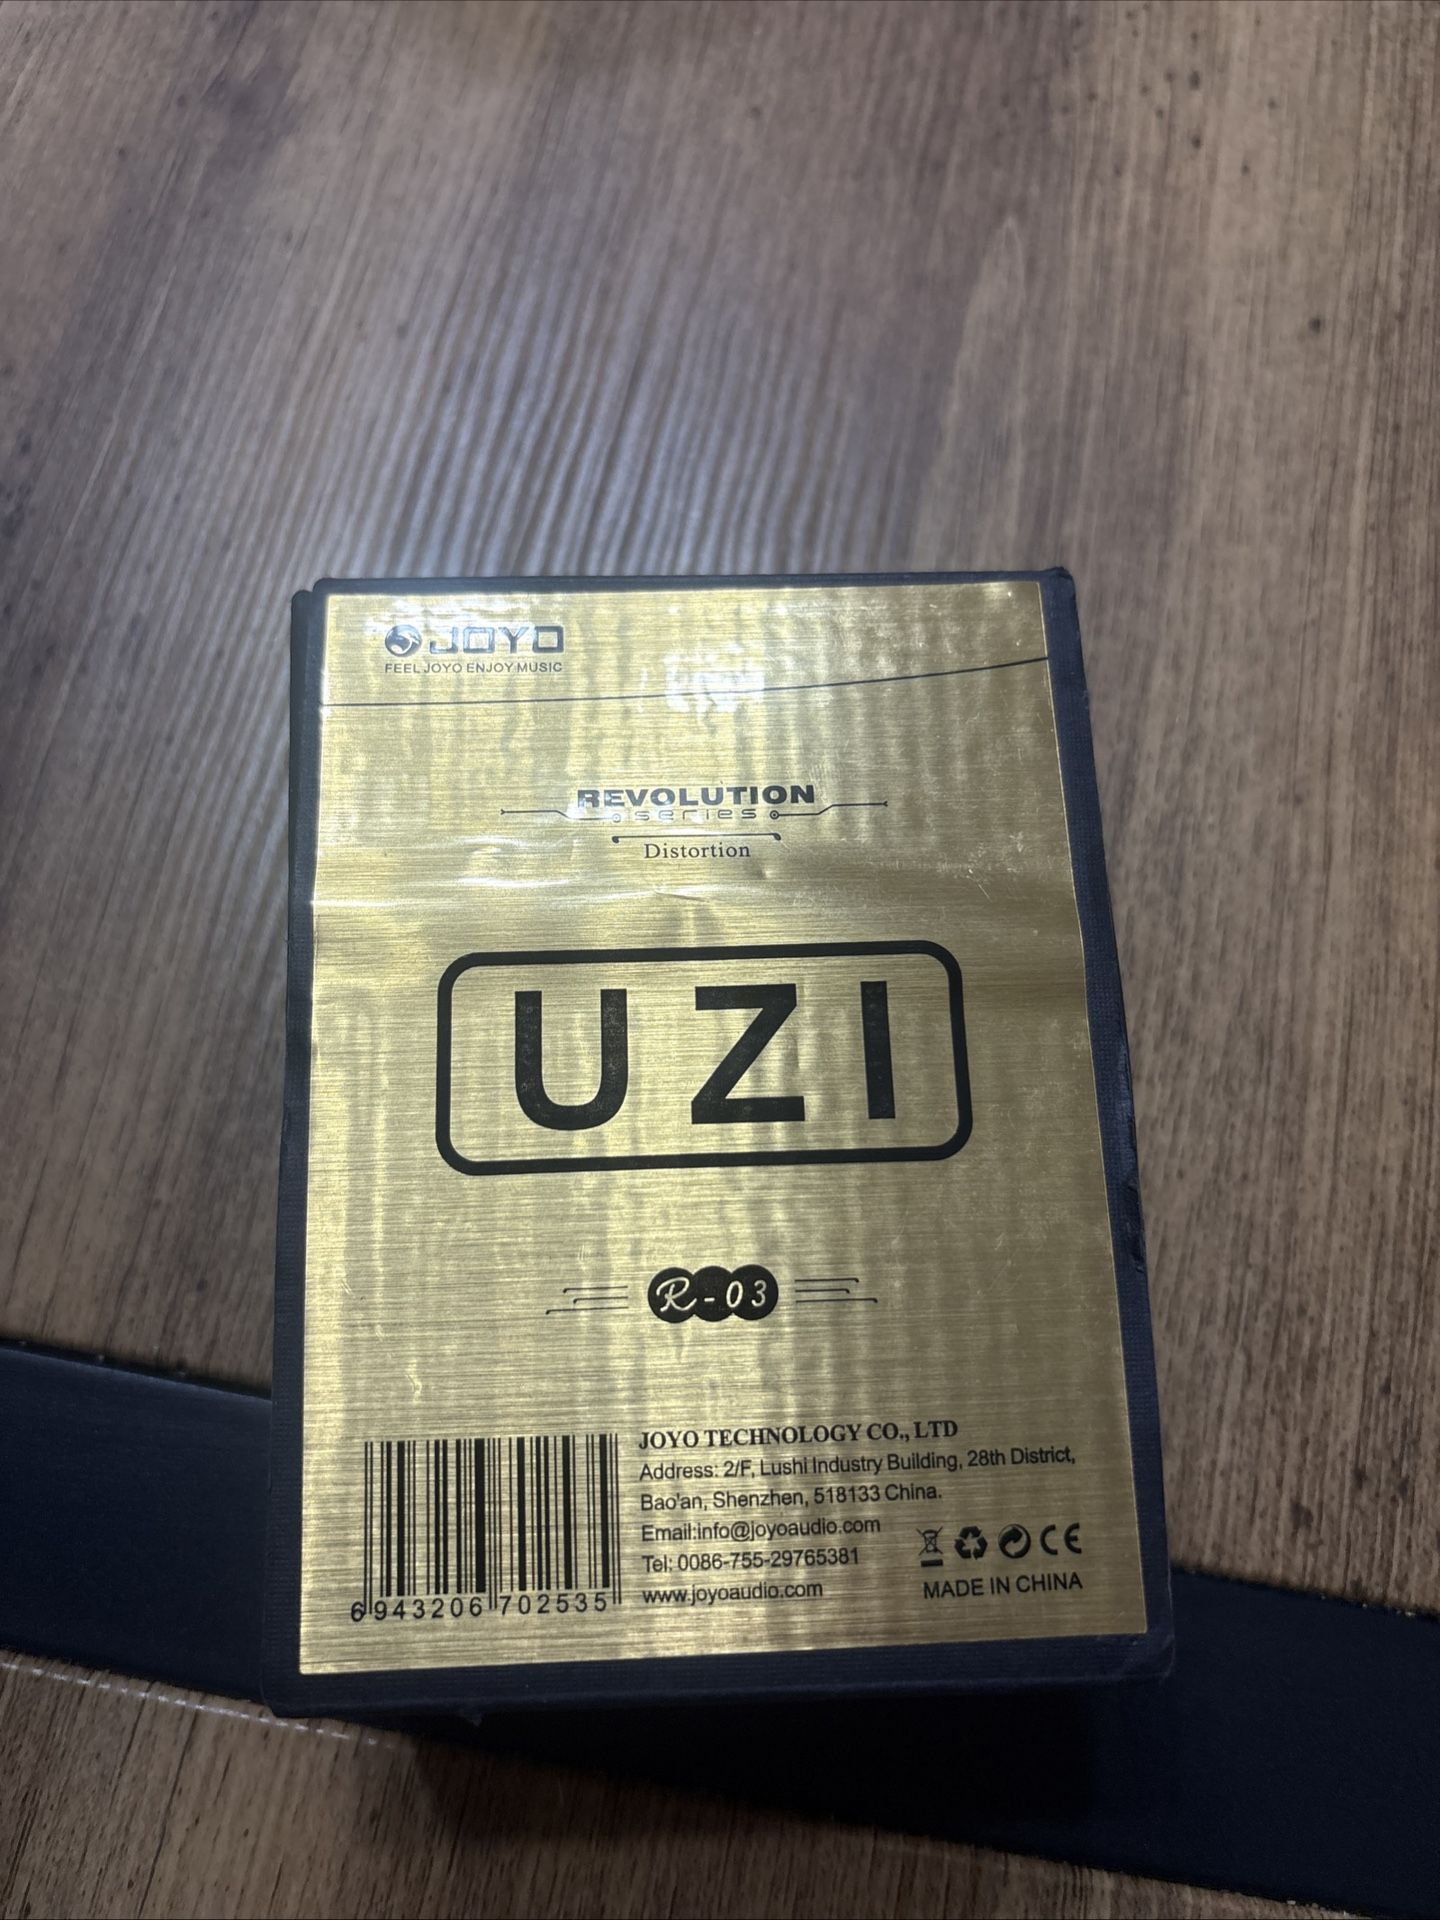 JOYO
FEEL JOYO ENJOY MUSIC
REVOLUTION
series
Distortion
UZI
R-03
JOYO TECHNOLOGY CO., LTD
Address: 2/F, Lushi Industry Building, 28th District,
Bao'an, Shenzhen, 518133 China.
Email:info@joyoaudio.com
Tel: 0086-755-29765381
www.joyoaudio.com
CE
MADE IN CHINA
6 943206 702535